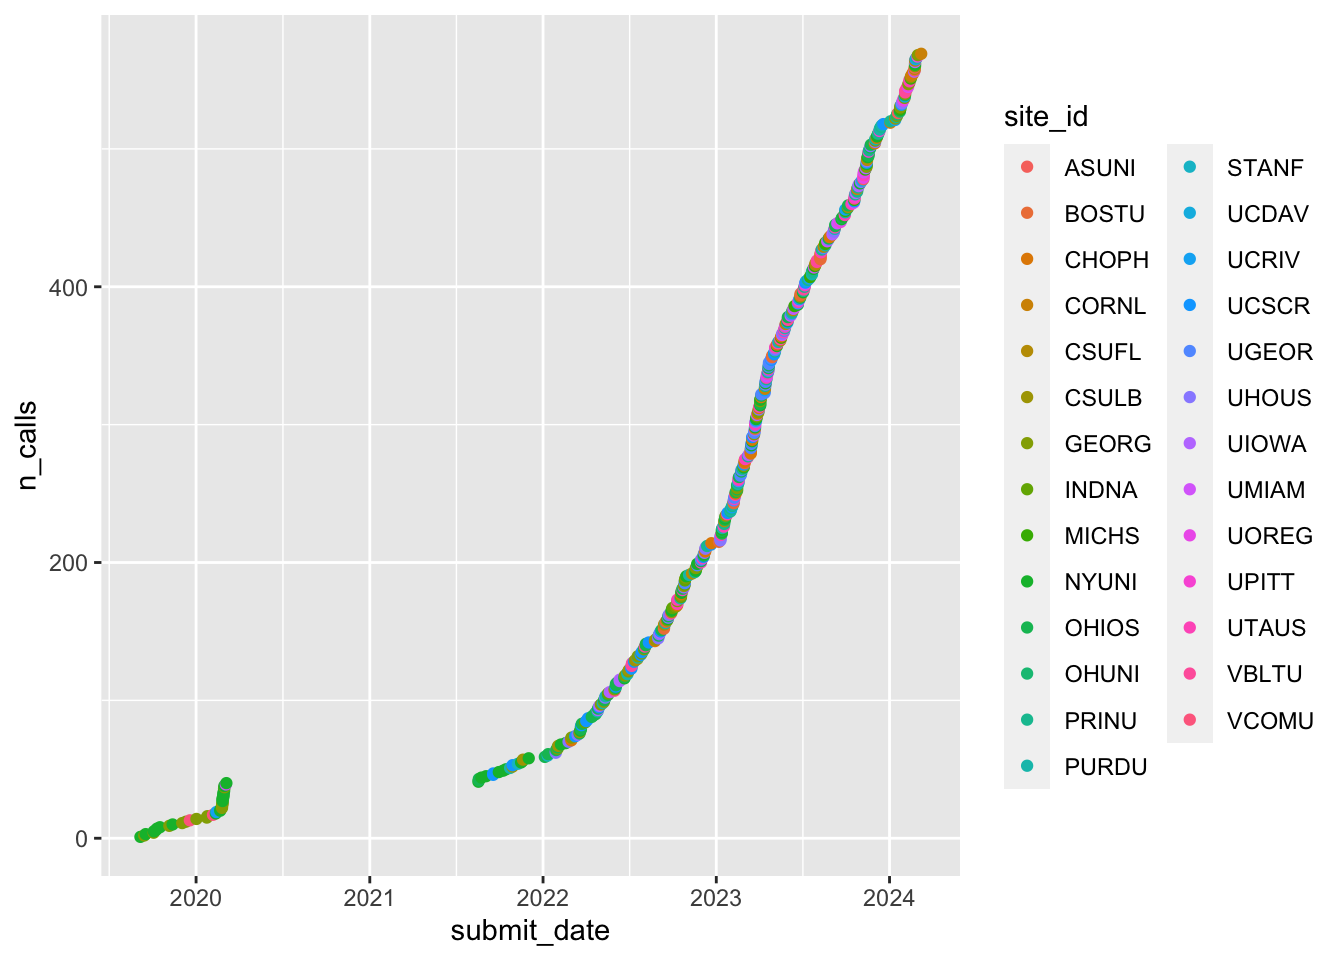 n_calls
400
200
0
2020 2021 2022 2023 2024
submit_date
site_id
ASUNI
BOSTU
CHOPH
CORNL
CSUFL
CSULB
GEORG
INDNA
MICHS
NYUNI
OHIOS
OHUNI
PRINU
PURDU
STANF
UCDAV
UCRIV
UCSCR
UGEOR
UHOUS
UIOWA
UMIAM
UOREG
UPITT
UTAUS
VBLTU
VCOMU